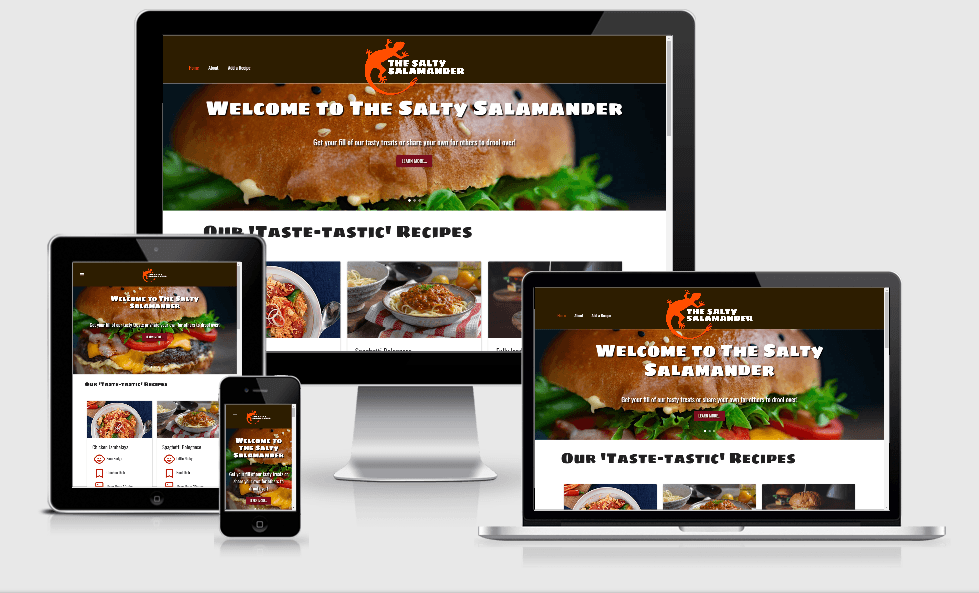 THE SALTY
SALAMANDER
Home About Add a Recipe
WELCOME TO THE SALTY SALAMANDER
Get your fill of our tasty treats or share your own for others to drool over!
LEARN MORE...
OUR 'TASTE-TASTIC' RECIPES
Spaghetti Bolognese
THE SALTY
SALAMANDER
WELCOME TO THE SALTY
SALAMANDER
Get your fill of our tasty treats or share your own for others to drool over!
OUR 'TASTE-TASTIC' RECIPES
Chicken Jambalaya Spaghetti Bolognese
WELCOME TO
THE SALTY
SALAMANDER
Get your fill of our tasty treats or
share your own for others to
drool over!
THE SALTY
SALAMANDER
Home About Add a Recipe
WELCOME TO THE SALTY
SALAMANDER
Get your fill of our tasty treats or share your own for others to drool over!
LEARN MORE...
OUR 'TASTE-TASTIC' RECIPES